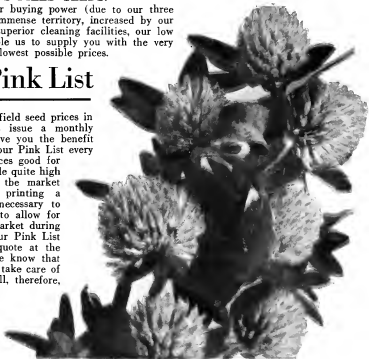 r buying power (due to our three
mmense territory, increased by our
uperior cleaning facilities, our low
le us to supply you with the very
lowest possible prices.
Pink List
field seed prices in
issue a monthly
ve you the benefit
our Pink List every
ces good for
le quite high
the market
printing a
necessary to
to allow for
arket during
ur Pink List
quote at the
e know that
take care of
ll, therefore,